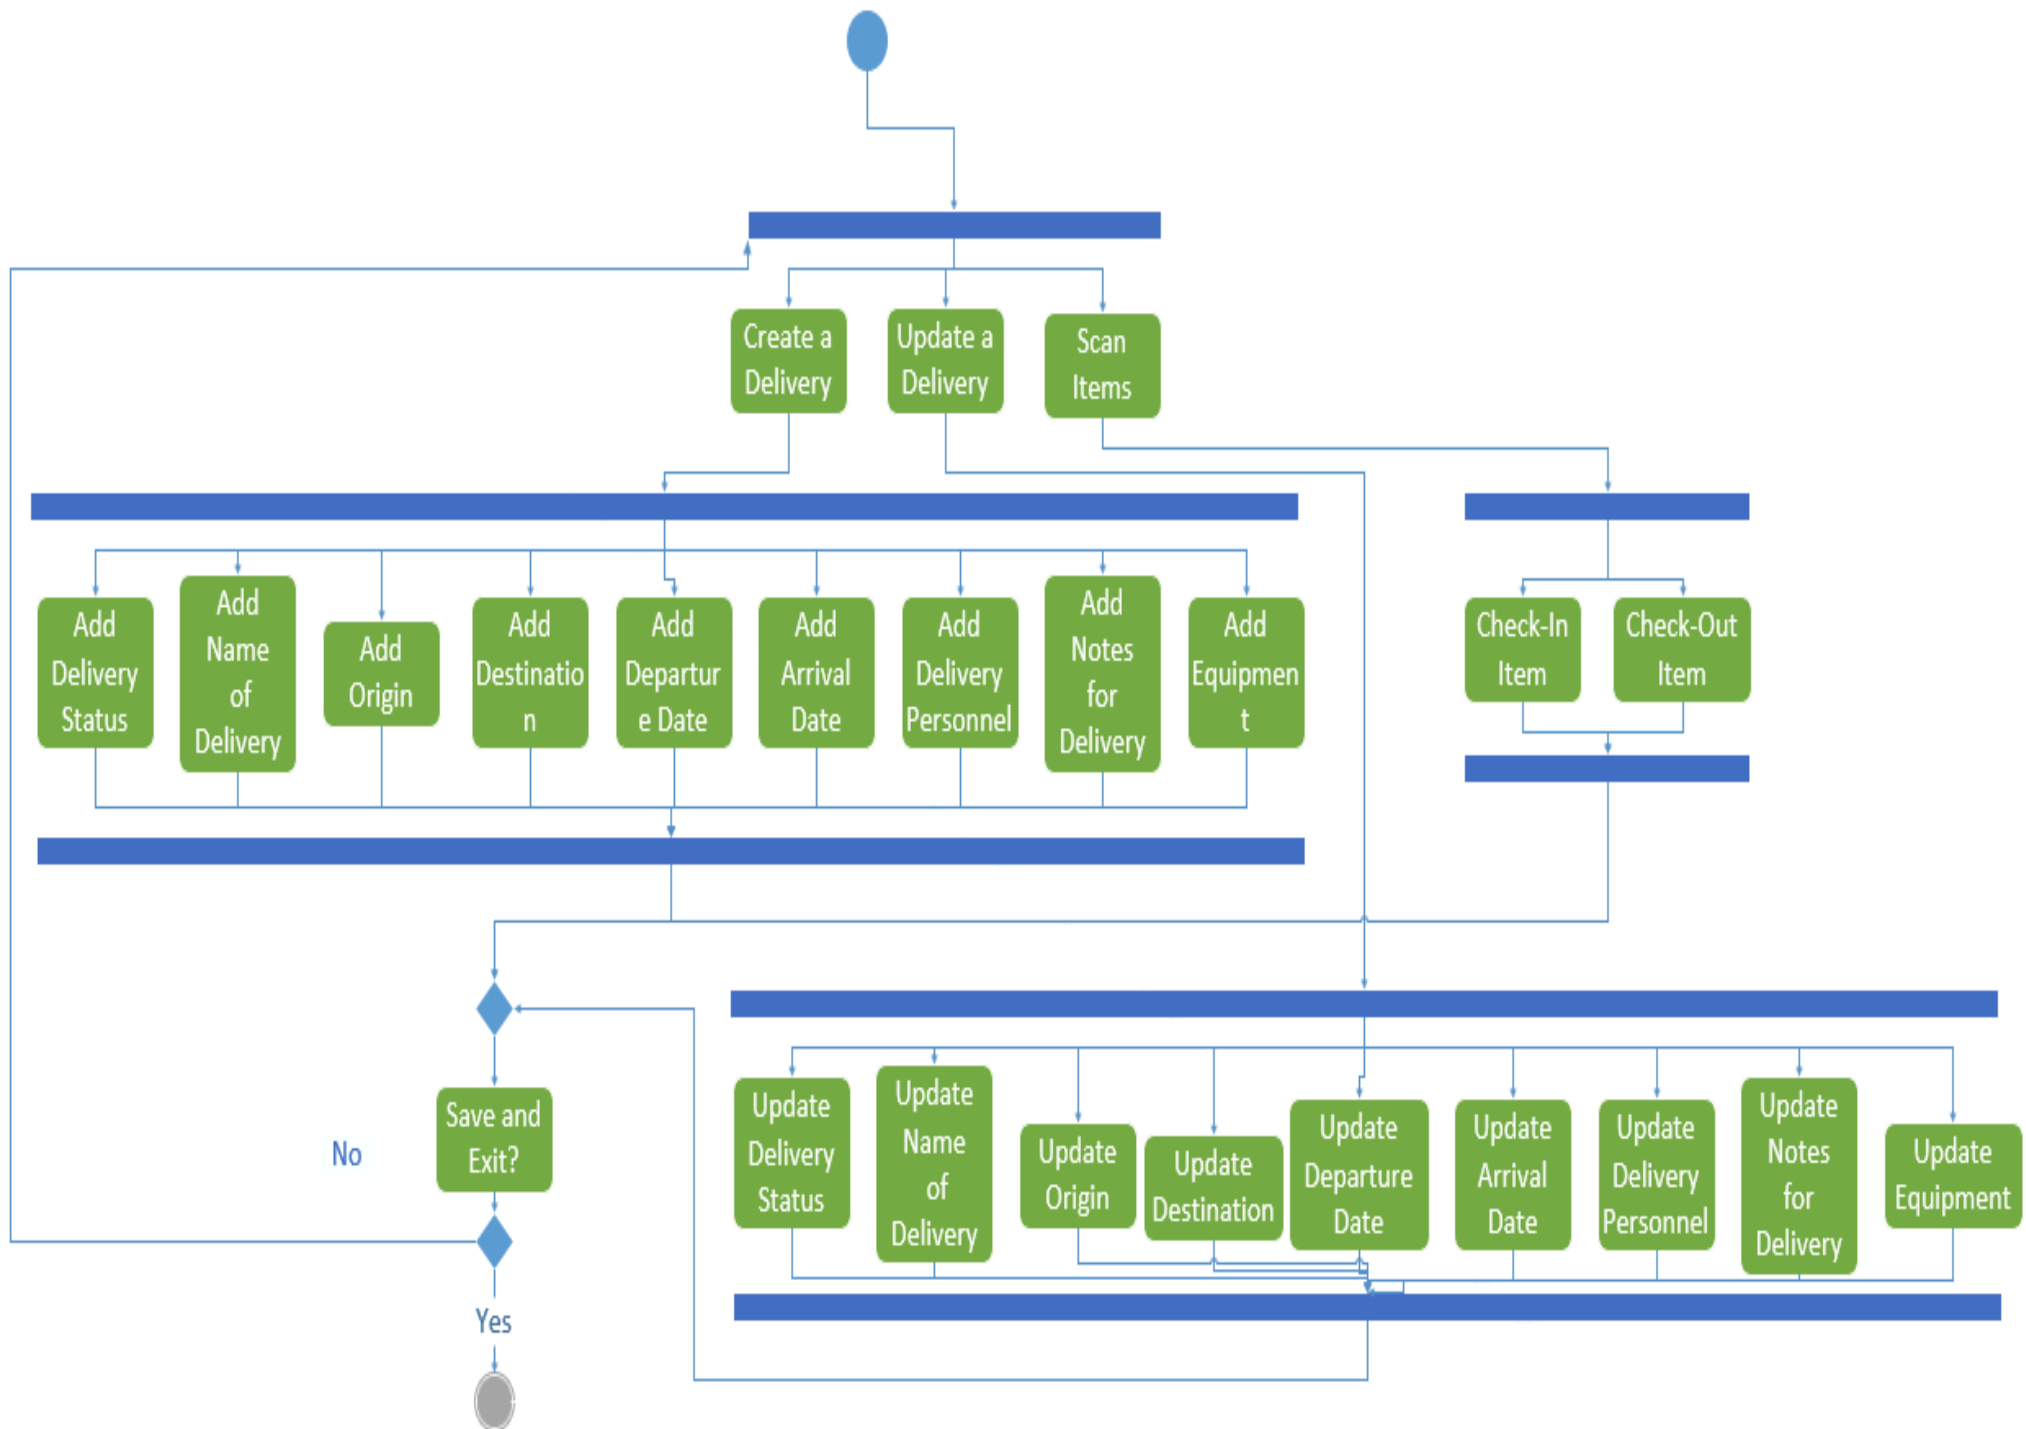 Create a
Delivery
Update a
Delivery
Scan
Items
Add
Delivery
Status
Add
Name
of
Delivery
Add
Origin
Add
Destinatio
n
Add
Departur
e Date
Add
Arrival
Date
Add
Delivery
Personnel
Add
Notes
for
Delivery
Add
Equipmen
t
Check-In
Item
Check-Out
Item
Save and
Exit?
No
Yes
Update
Delivery
Status
Update
Name
of
Delivery
Update
Origin
Update
Destination
Update
Departure
Date
Update
Arrival
Date
Update
Delivery
Personnel
Update
Notes
for
Delivery
Update
Equipment